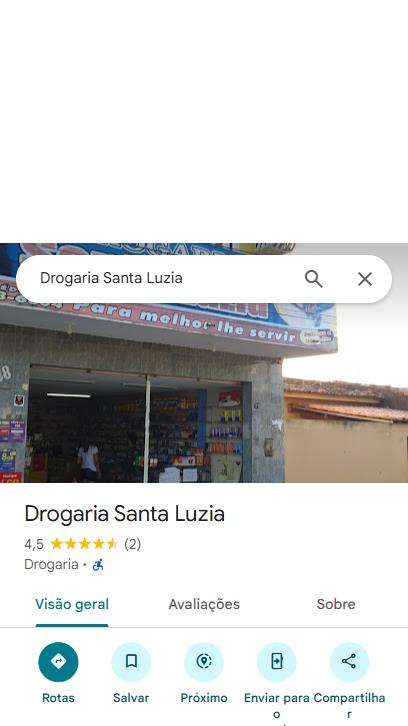 Drogaria Santa Luzia
Para melhor lhe servir
Drogaria Santa Luzia
4,5 (2)
Drogaria ·
Visão geral
Avaliações
Sobre
Rotas
Salvar
Próximo
Enviar para
o
Compartilha
r